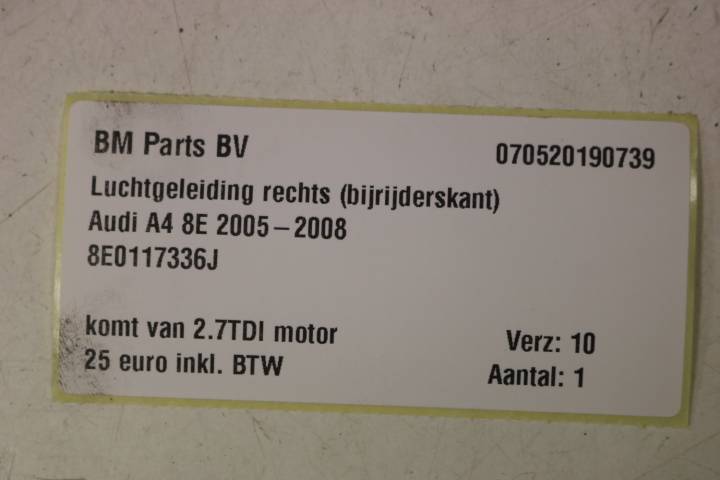 BM Parts BV 070520190739
Luchtgeleiding rechts (bijrijderskant)
Audi A4 8E 2005-2008
8E0117336J
komt van 2.7TDI motor Verz: 10
25 euro inkl. BTW Aantal: 1